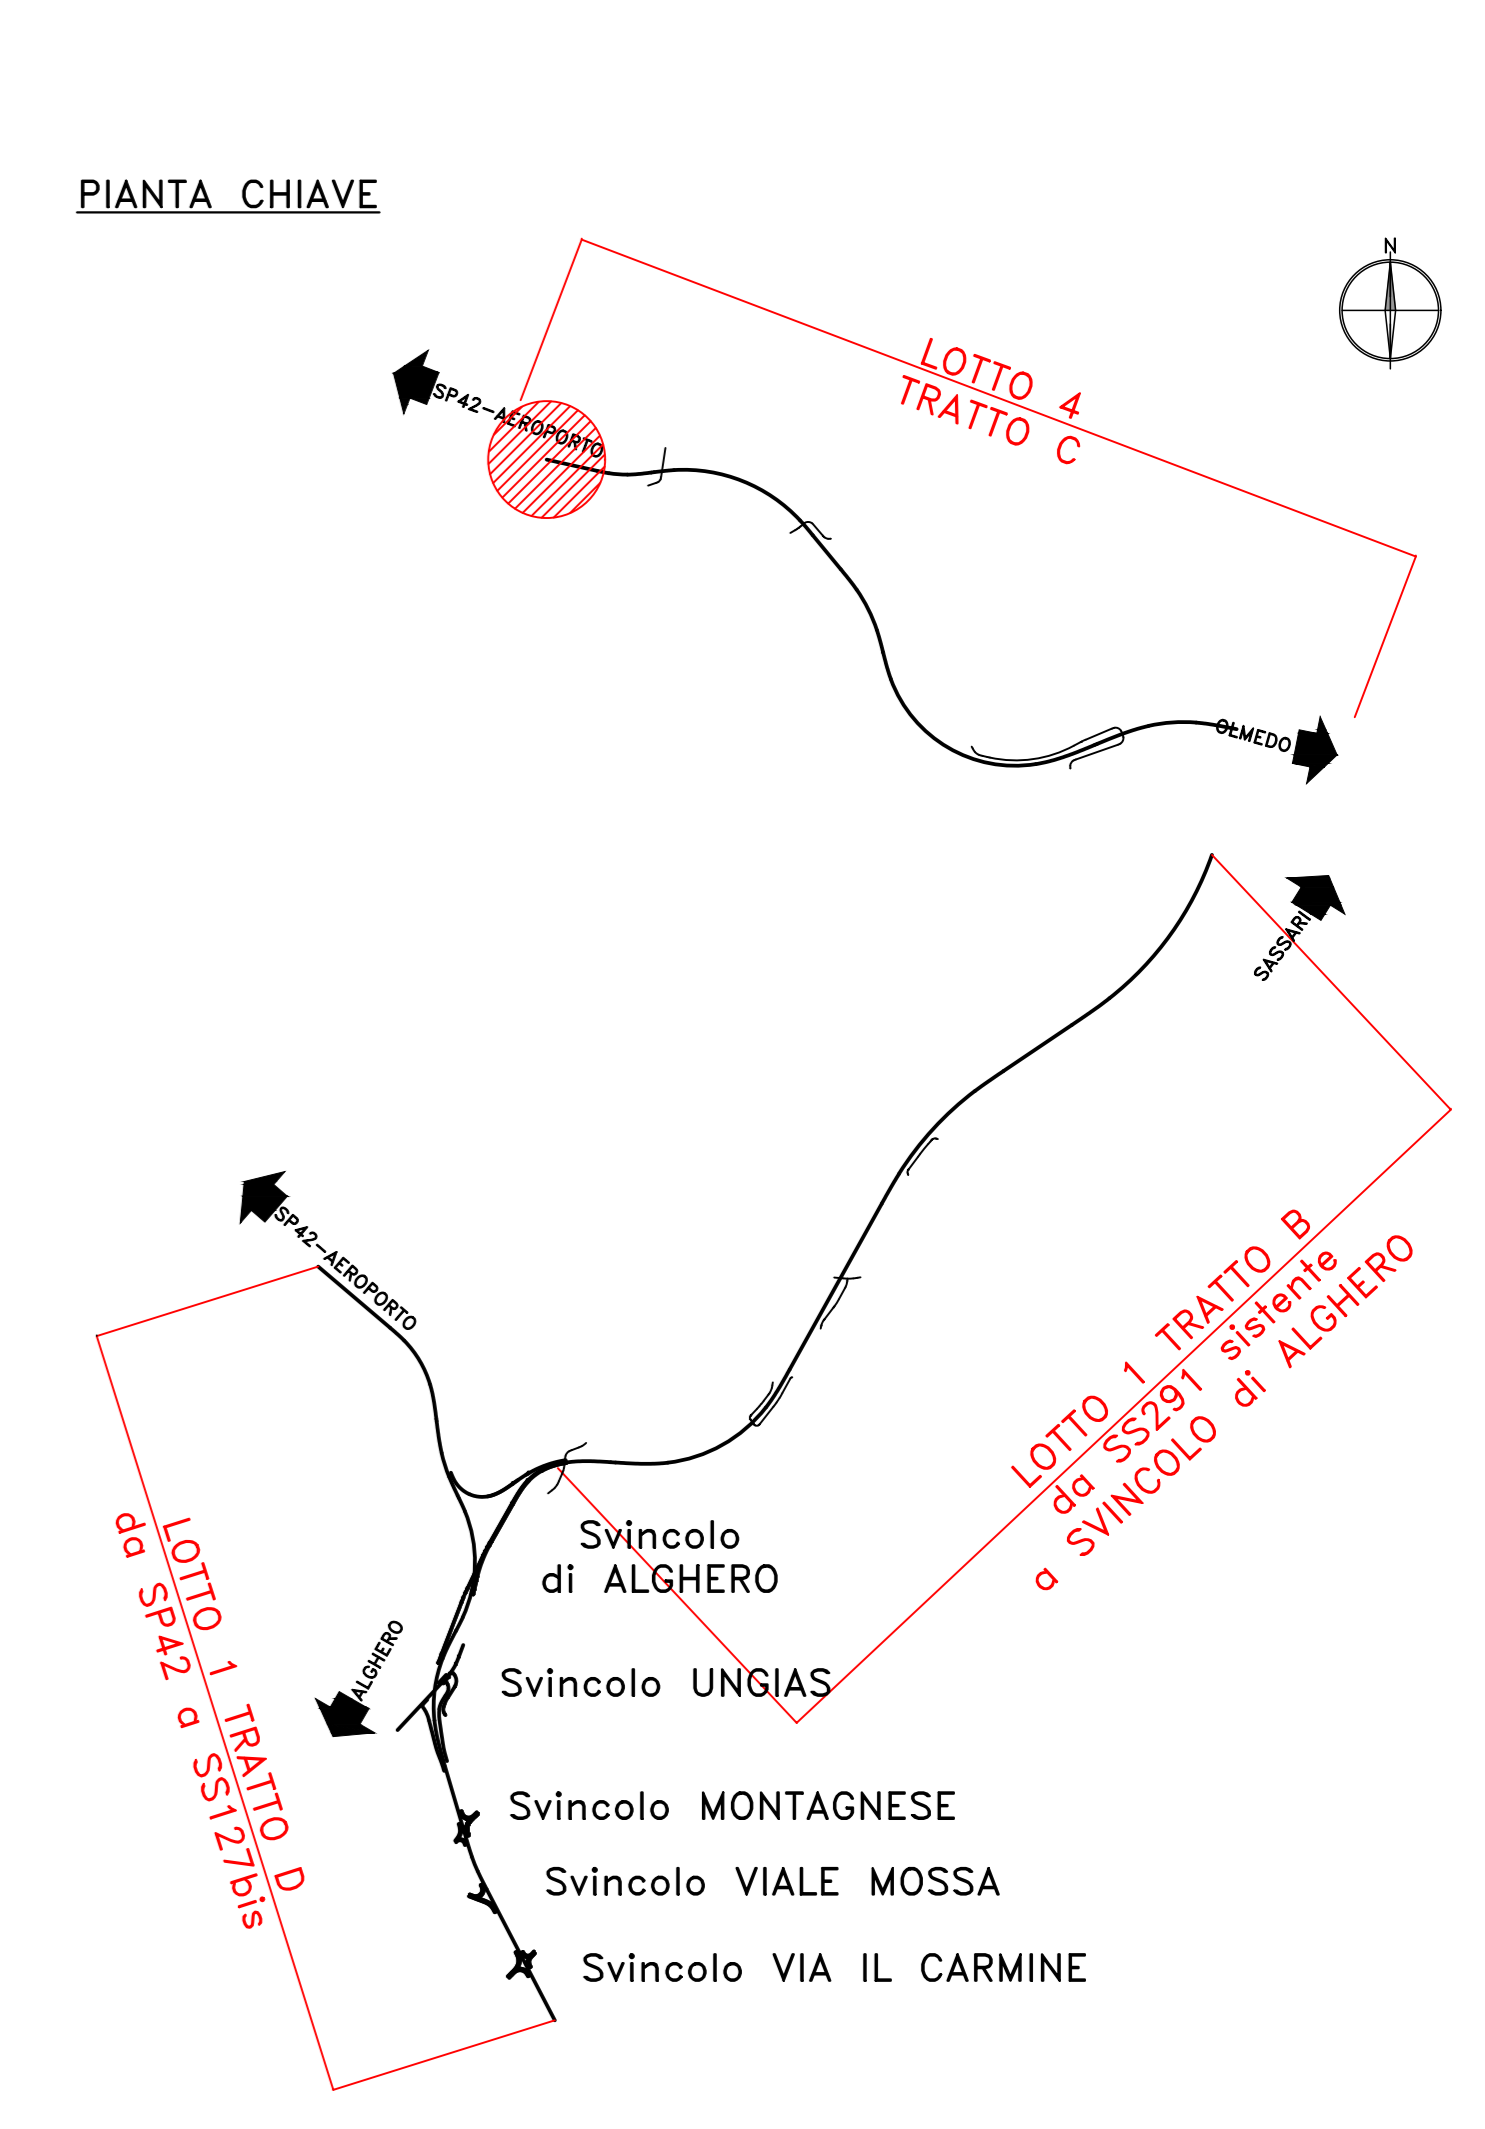 PIANTA CHIAVE
N
LOTTO 4
TRATTO C
SP42-AEROPORTO
OLMEDO
SASSARI
SP42-AEROPORTO
LOTTO 1 TRATTO B
da SS291 sistente
a SVINCOLO di ALGHERO
Svincolo
di ALGHERO
LOTTO 1 TRATTO D
da SP42 a SS127bis
ALGHERO
Svincolo UNGIAS
Svincolo MONTAGNESE
Svincolo VIALE MOSSA
Svincolo VIA IL CARMINE